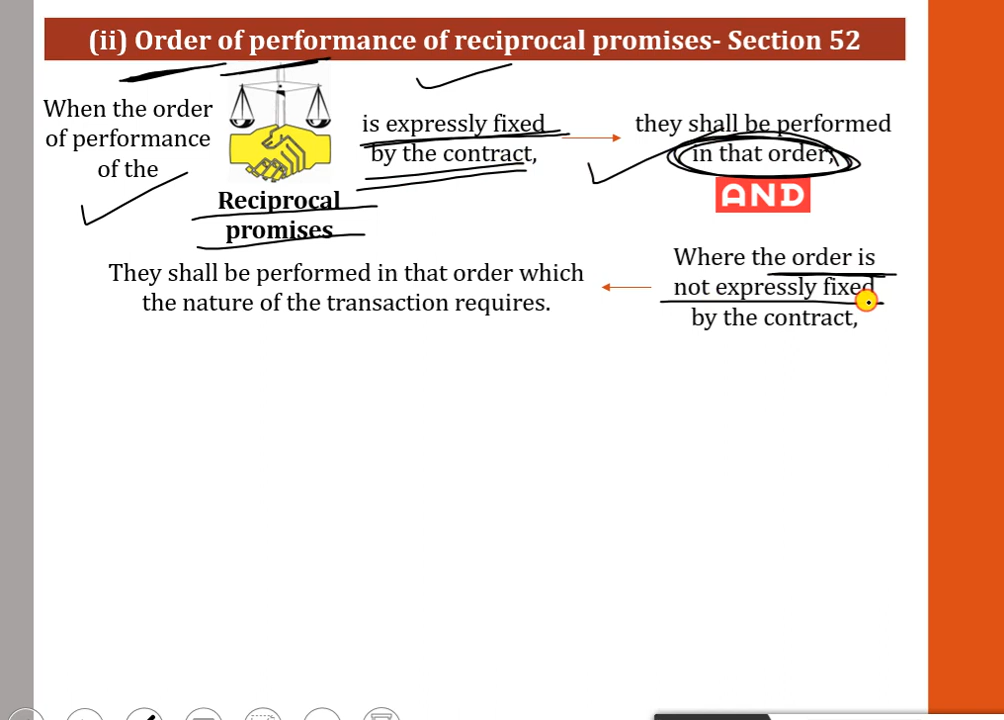 (ii) Order of performance of reciprocal promises- Section 52
When the order
of performance
of the
Reciprocal
promises
is expressly fixed
by the contract,
they shall be performed
in that order;
AND
Where the order is
not expressly fixed
by the contract,
They shall be performed in that order which
the nature of the transaction requires.